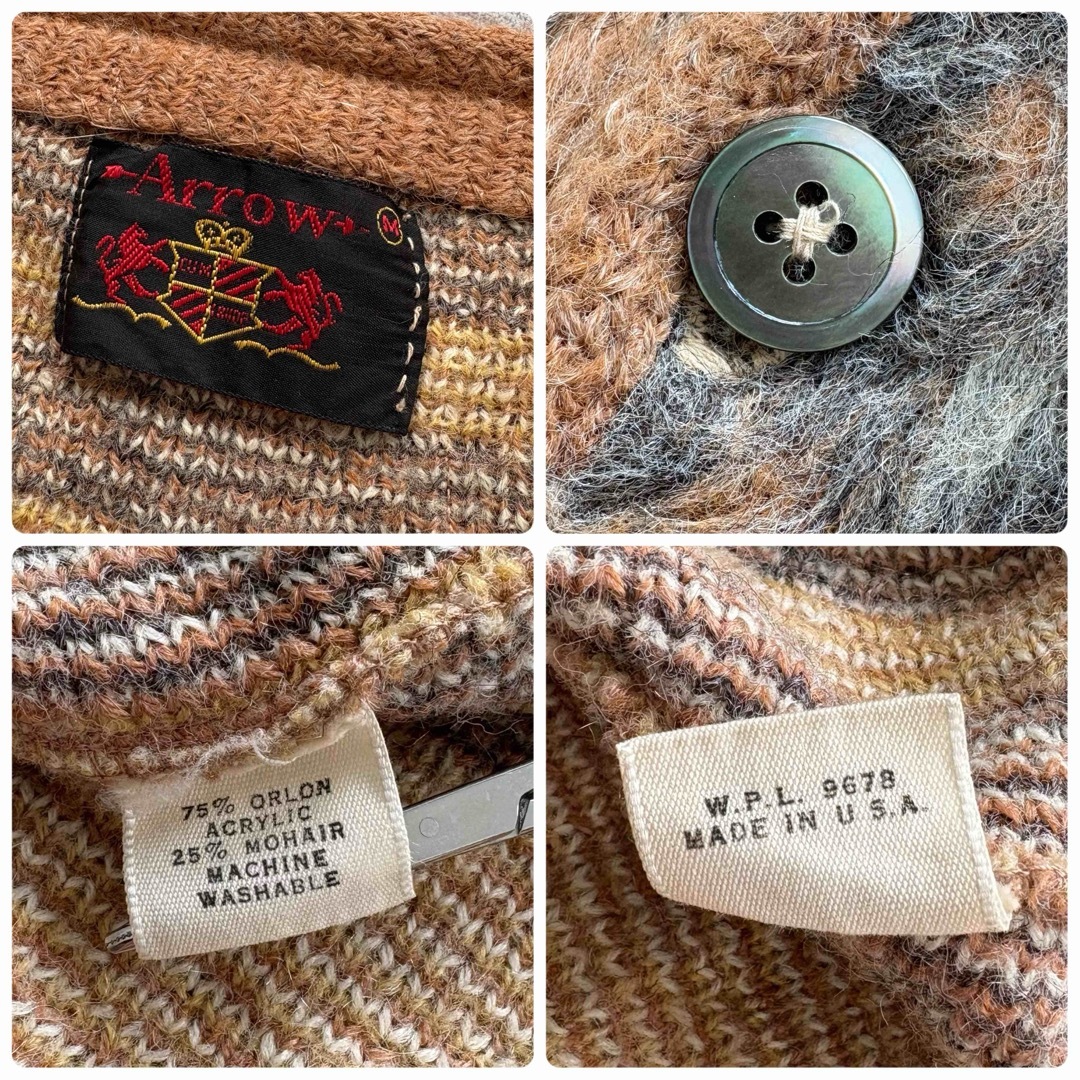 Arrow
M
75% ORLON
ACRYLIC
25% MOHAIR
MACHINE
WASHABLE
W.P.L. 9678
MADE IN U.S.A.